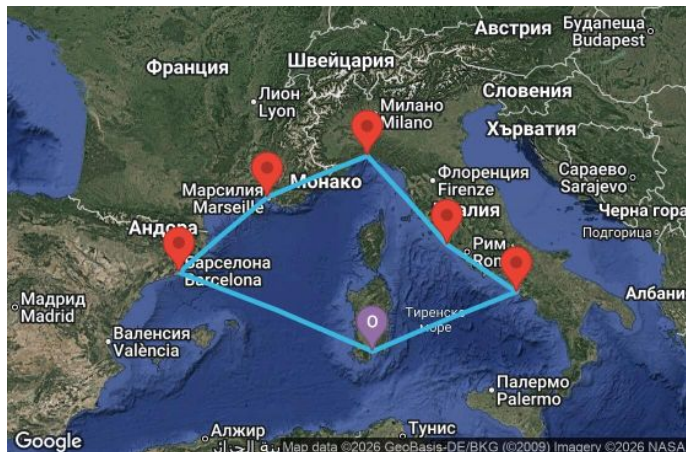 АВСТРИЯ
Будапеща
Budapest
Швейцария
ФРАНЦИЯ
Лион
Lyon
Словения
Милано
Milano
Хърватия
Флоренция
Firenze
Сараево
Sarajevo
Марсилия
Marseille
Монако
Черна гора
Подгорица
Андора
Рим
Барселона
Barcelona
Мадрид
Madrid
Албани
O
Тиренско
море
Валенсия
València
Палермо
Palermo
Google
Алжир
Тунис
Map data ©2026 GeoBasis-DE/BKG (©2009) Imagery ©2026 NASA